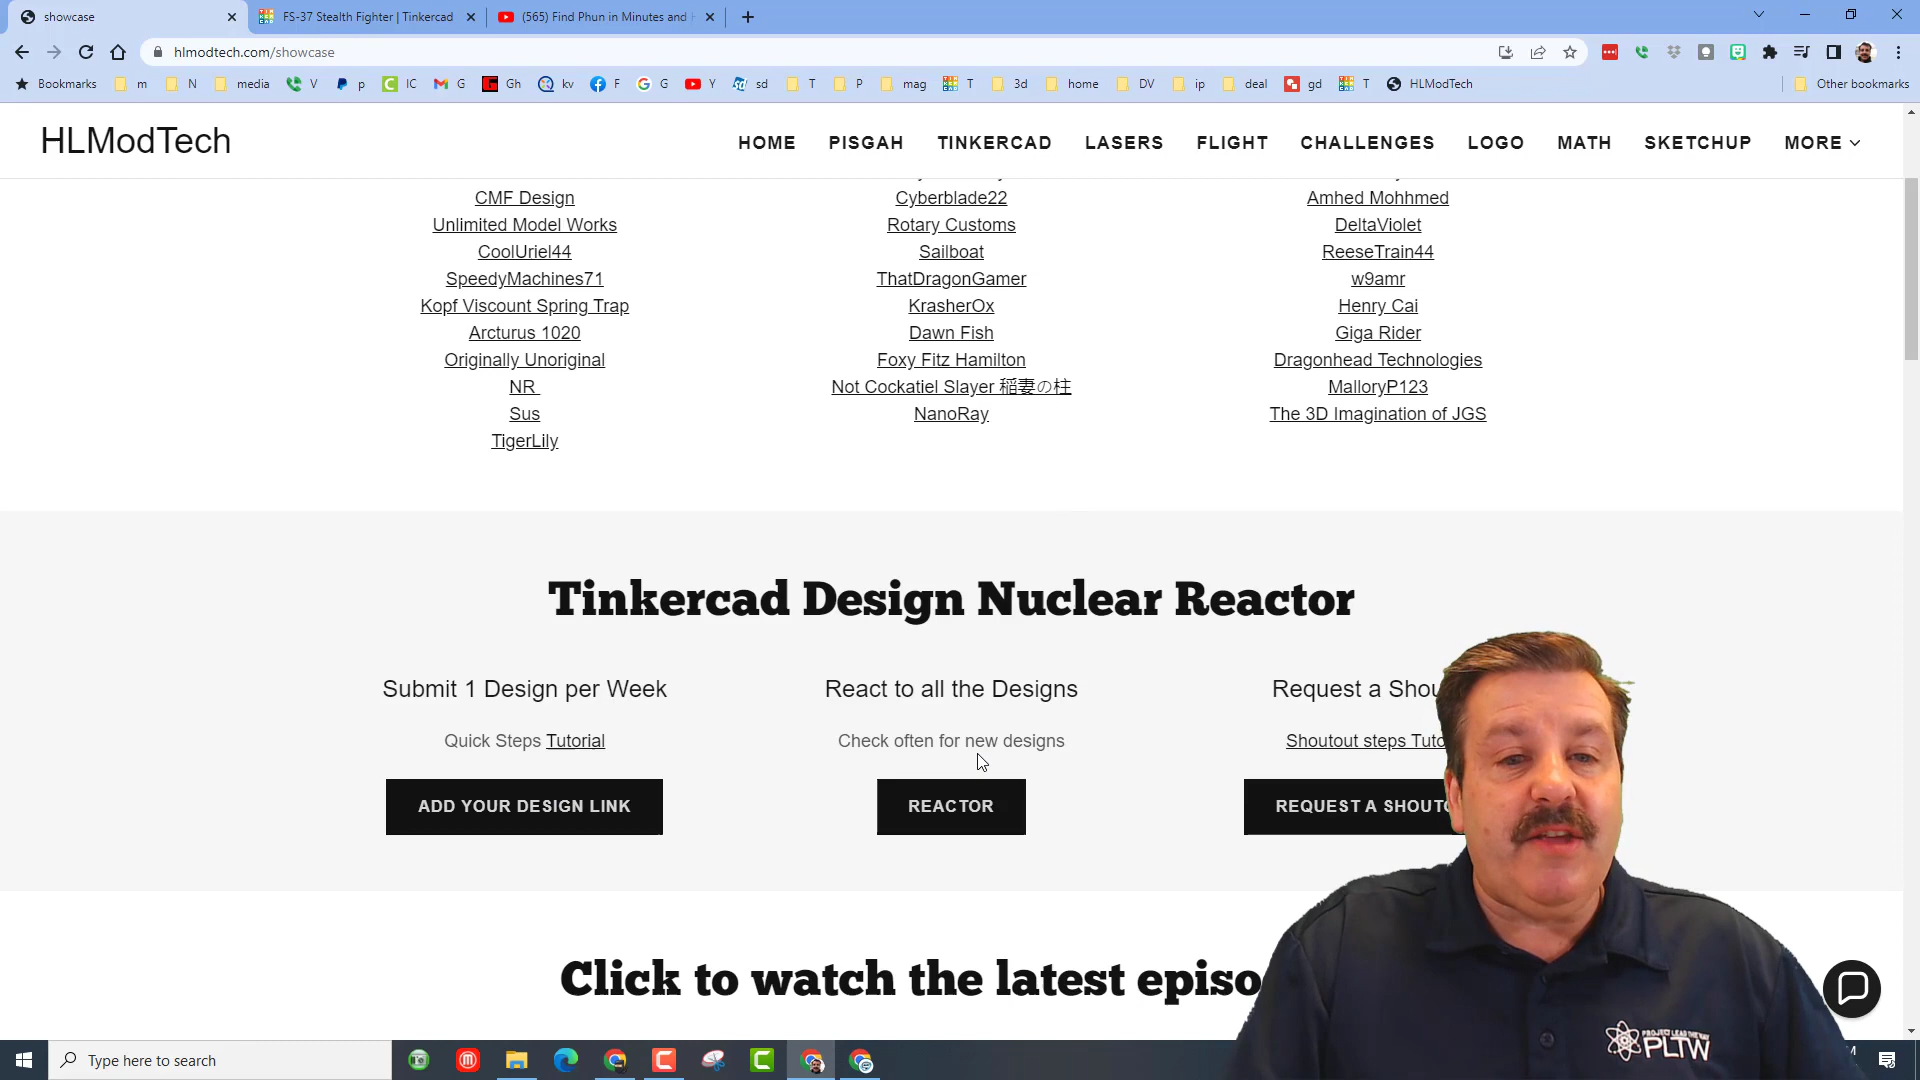 showcase
FS-37 Stealth Fighter | Tinkercad
(565) Find Phun in Minutes and
hlmodtech.com/showcase
Bookmarks m N media V p IC G Gh kv F G Y sd T P mag T 3d home DV ip deal gd T HLModTech Other bookmarks
HLModTech
HOME PISGAH TINKERCAD LASERS FLIGHT CHALLENGES LOGO MATH SKETCHUP MORE
CMF Design
Unlimited Model Works
CoolUriel44
SpeedyMachines71
Kopf Viscount Spring Trap
Arcturus 1020
Originally Unoriginal
NR
Sus
TigerLily
Cyberblade22
Rotary Customs
Sailboat
ThatDragonGamer
KrasherOx
Dawn Fish
Foxy Fitz Hamilton
Not Cockatiel Slayer 稲妻の柱
NanoRay
Amhed Mohhmed
DeltaViolet
ReeseTrain44
w9amr
Henry Cai
Giga Rider
Dragonhead Technologies
MalloryP123
The 3D Imagination of JGS
Tinkercad Design Nuclear Reactor
Submit 1 Design per Week
Quick Steps Tutorial
ADD YOUR DESIGN LINK
React to all the Designs
Check often for new designs
REACTOR
Request a Shou
Shoutout steps Tuto
REQUEST A SHOUTO
Click to watch the latest episo
PROJECT LEAD THE WAY
PLTW
Type here to search